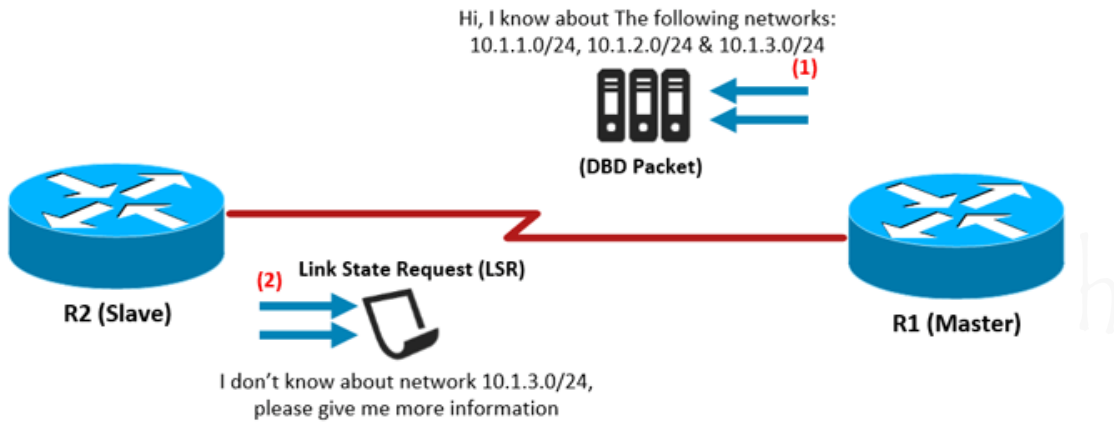 Hi, I know about The following networks:
10.1.1.0/24, 10.1.2.0/24 & 10.1.3.0/24
(1)
(DBD Packet)
(2)
Link State Request (LSR)
R2 (Slave)
R1 (Master)
I don't know about network 10.1.3.0/24,
please give me more information